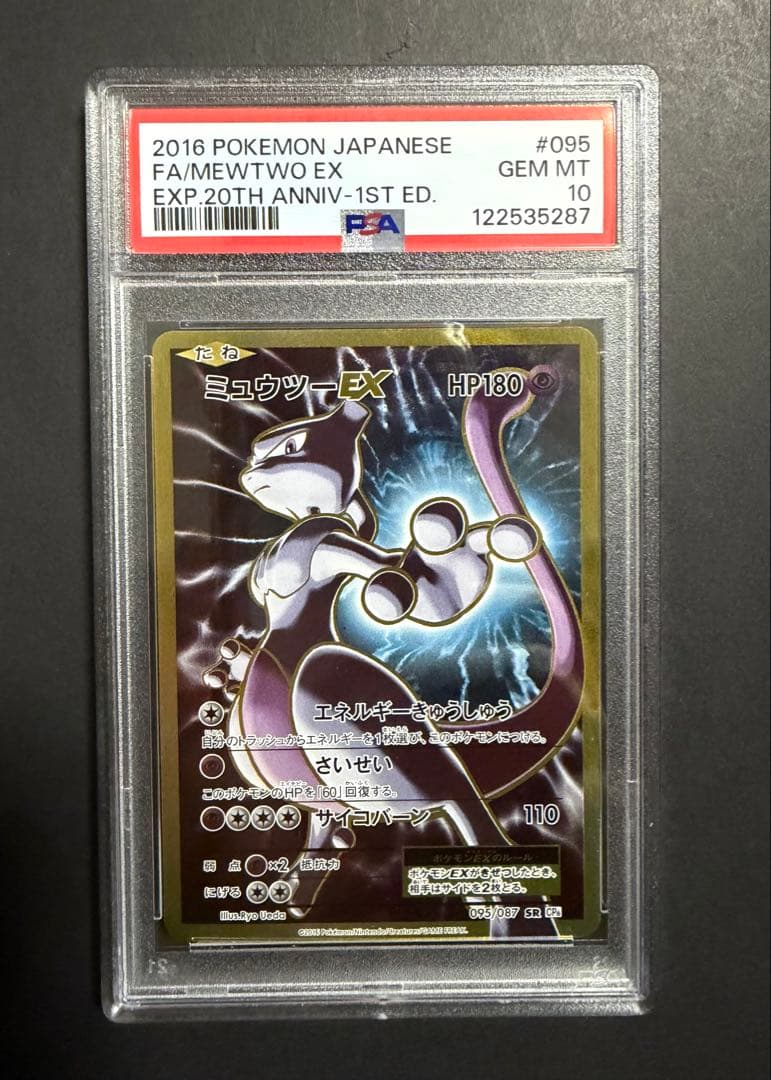 2016 POKEMON JAPANESE #095
FA/MEWTWO EX GEM MT
EXP.20TH ANNIV-1ST ED. 10
PSA 122535287
たね
ミュウツーEX HP180
エネルギーきゅうしゅう
自分のトラッシュからエネルギーを1枚選び、このポケモンにつける。
さいせい
このポケモンのHPを「60」回復する。
サイコバーン 110
弱点 ×2 抵抗力
ポケモンEXのルール
ポケモンEXがきぜつしたとき、
相手はサイドを2枚とる。
にげる
Illus.Ryo Ueda 095/087 SR CP6
©2016 Pokémon/Nintendo/Creatures/GAME FREAK.